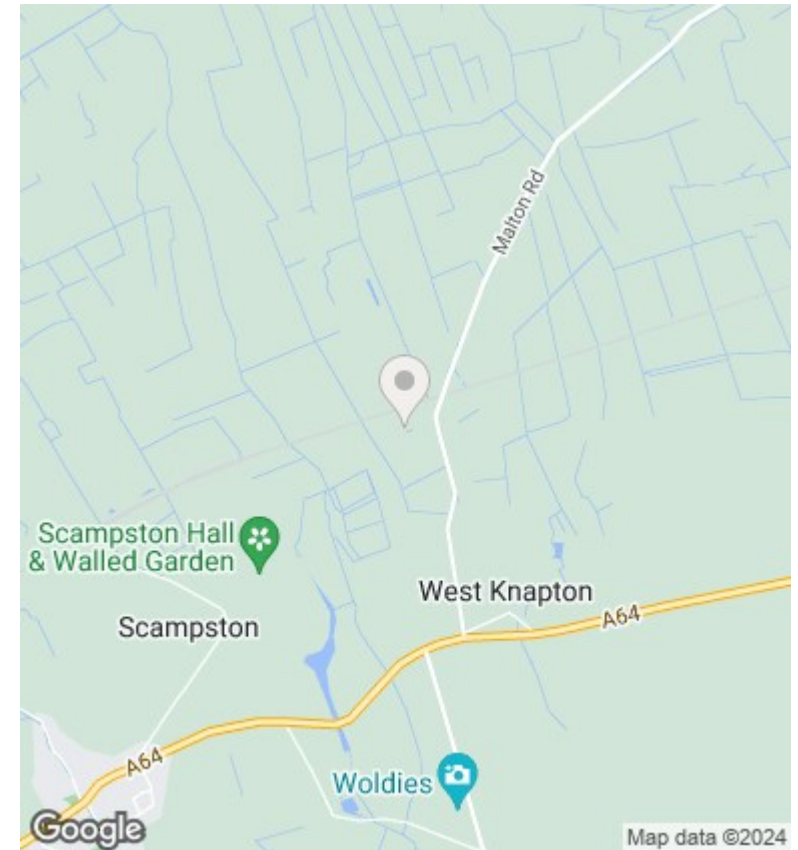 Malton Rd
Scampston Hall
& Walled Garden
West Knapton
A64
Scampston
A64
Woldies
Google
Map data ©2024